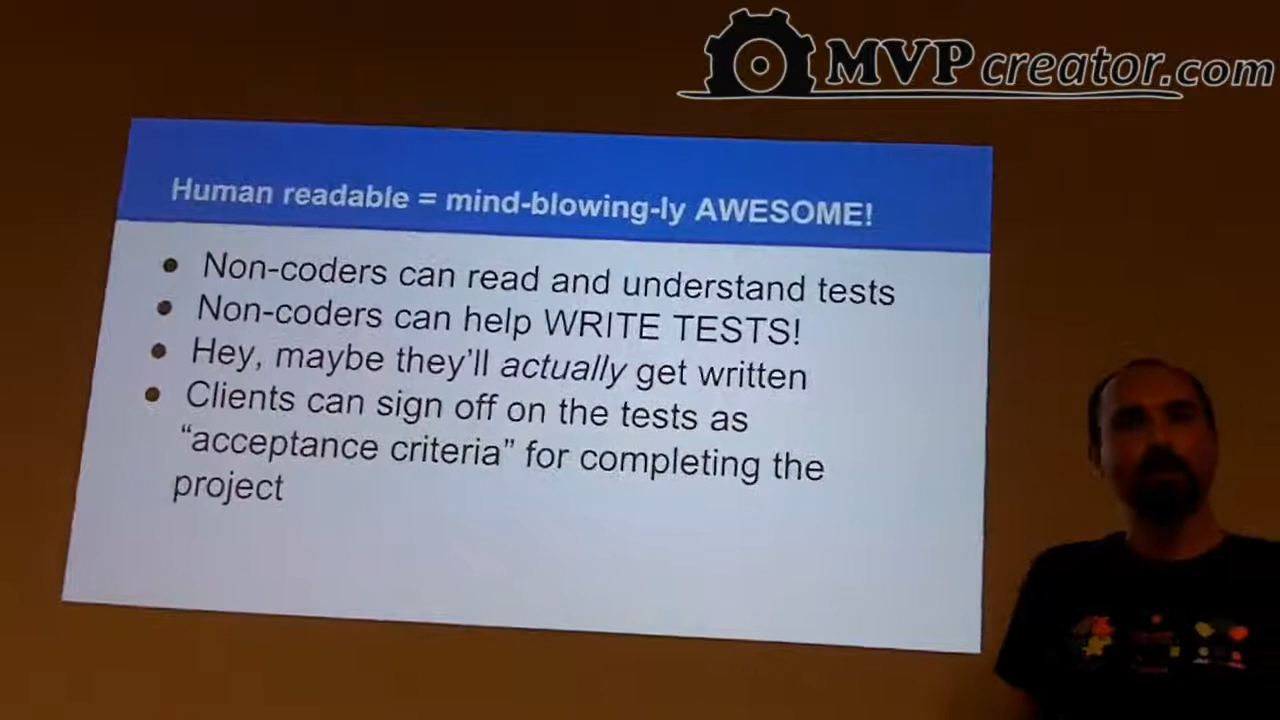 MVPcreator.com
Human readable = mind-blowing-ly AWESOME!
● Non-coders can read and understand tests
● Non-coders can help WRITE TESTS!
● Hey, maybe they'll actually get written
● Clients can sign off on the tests as
“acceptance criteria” for completing the
project